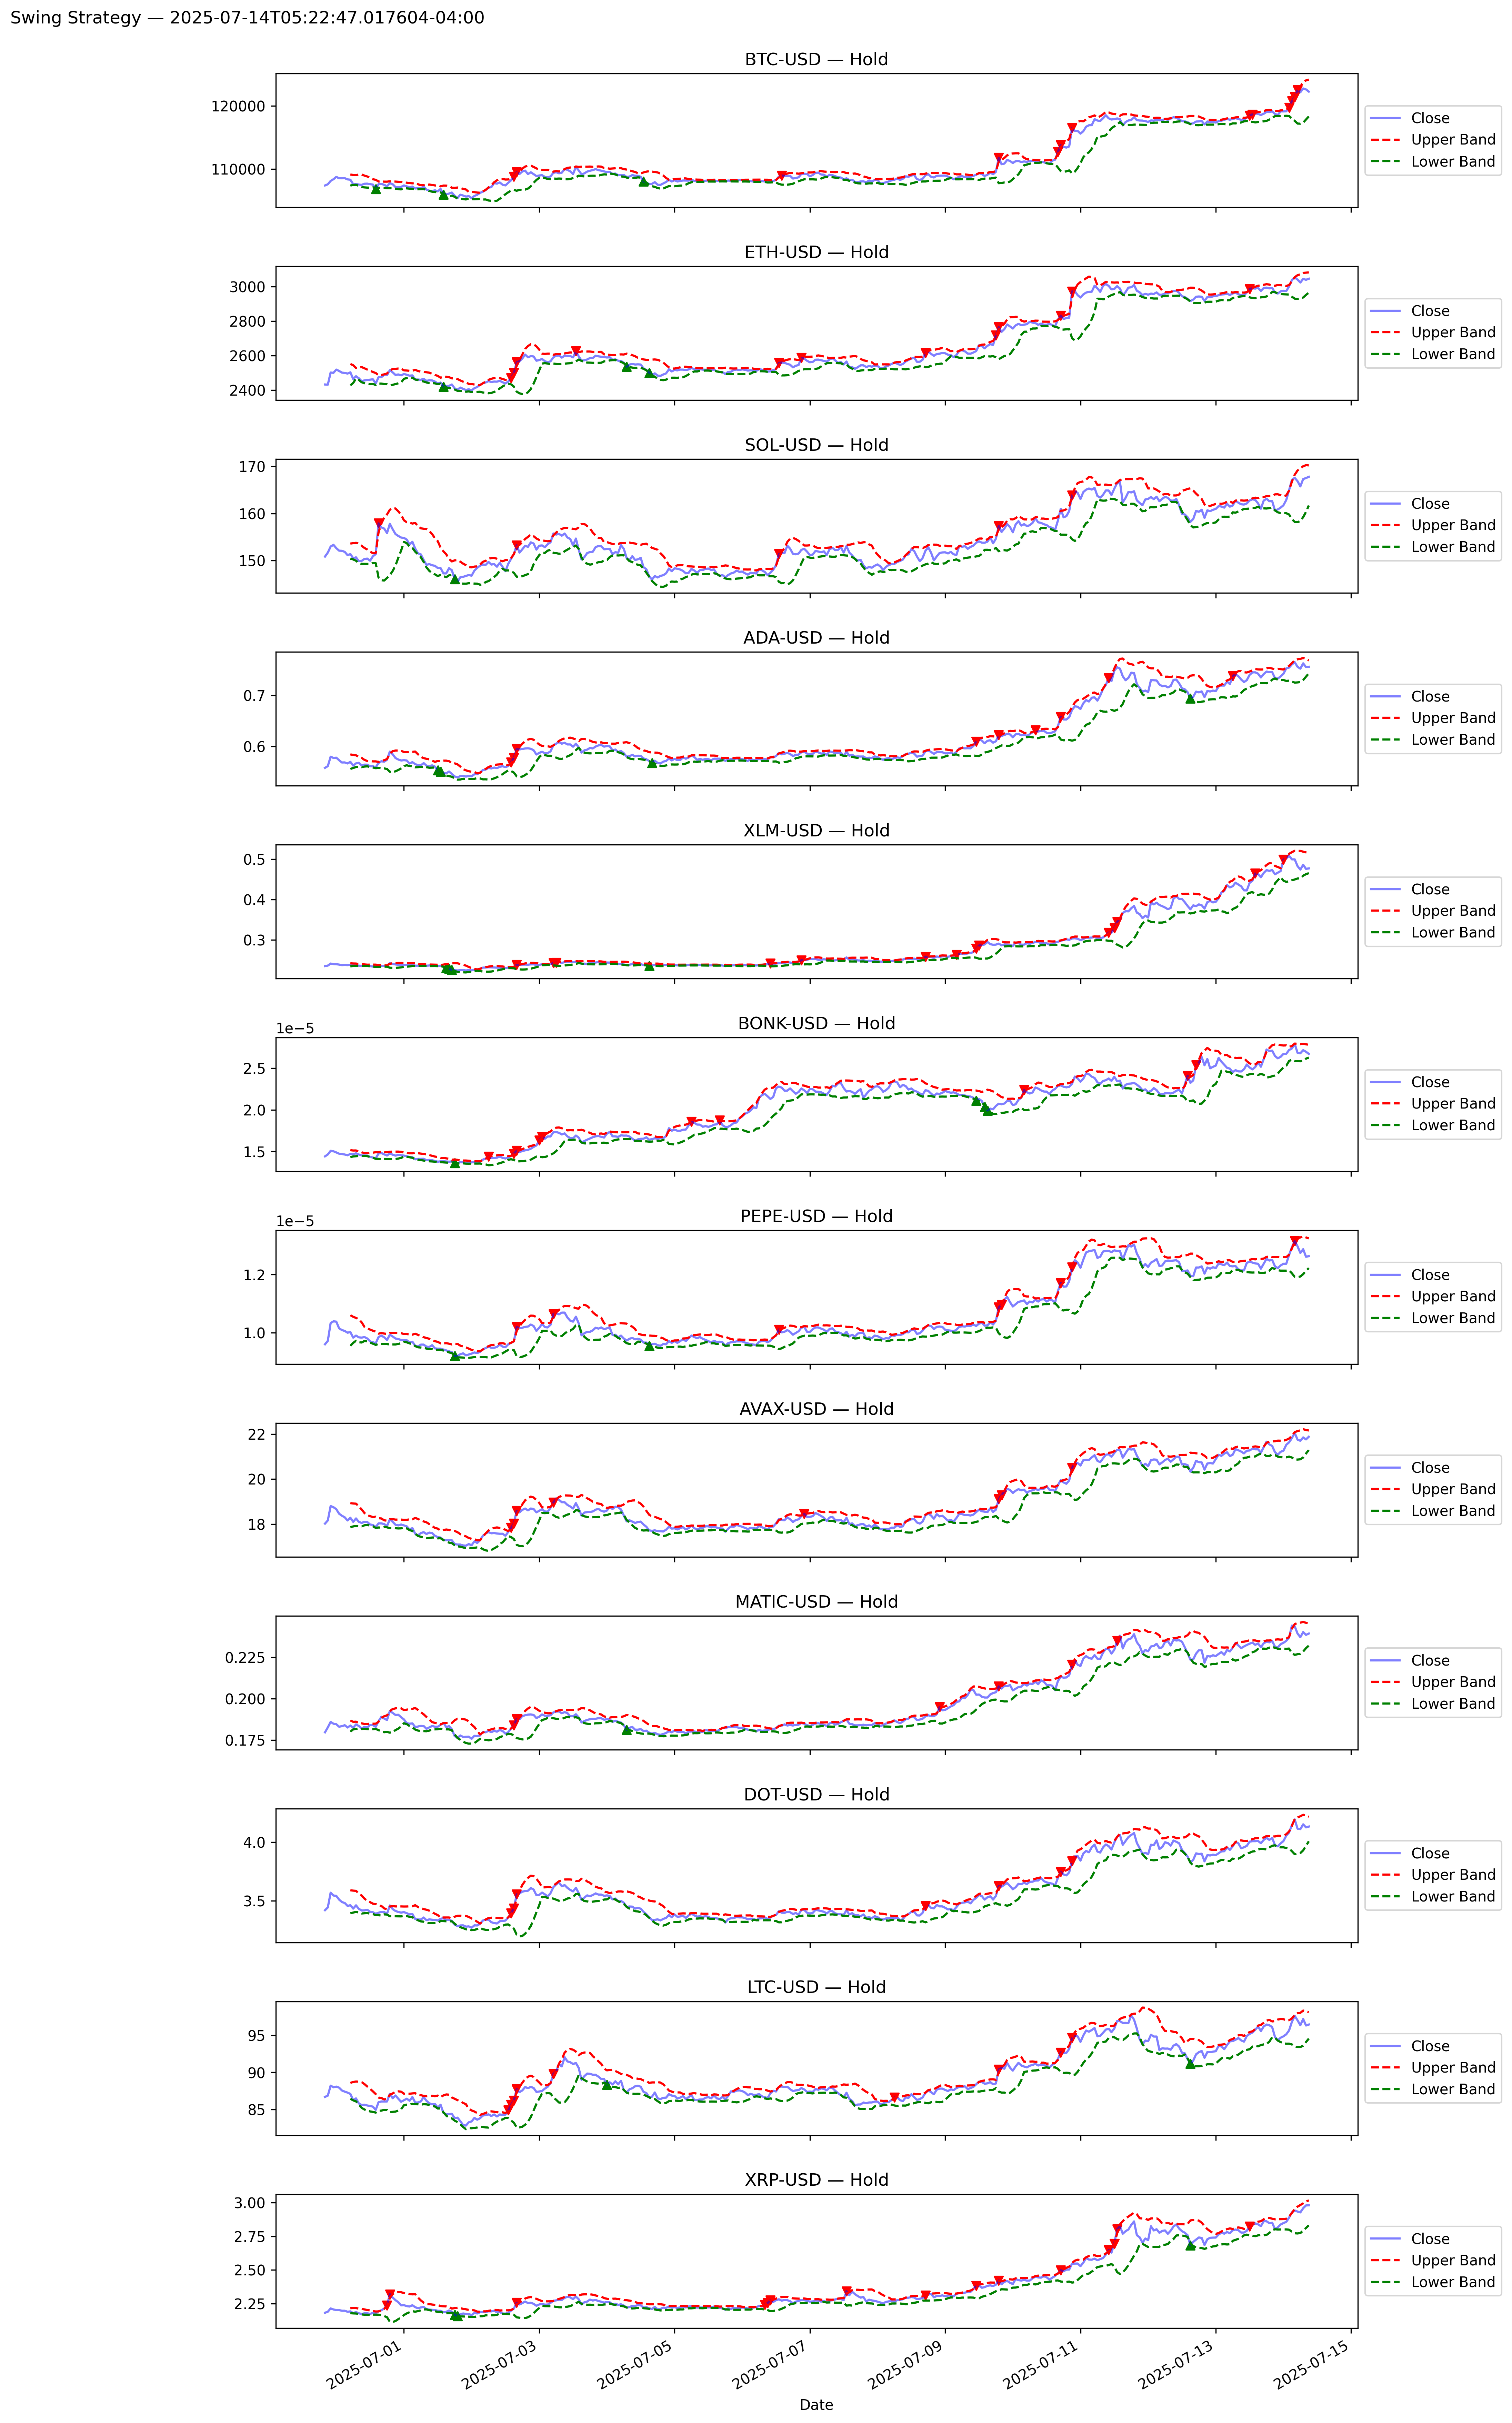 Swing Strategy — 2025-07-14T05:22:47.017604-04:00
BTC-USD — Hold
120000
110000
Close
Upper Band
Lower Band
ETH-USD — Hold
3000
2800
2600
2400
Close
Upper Band
Lower Band
SOL-USD — Hold
170
160
150
Close
Upper Band
Lower Band
ADA-USD — Hold
0.7
0.6
Close
Upper Band
Lower Band
XLM-USD — Hold
0.5
0.4
0.3
Close
Upper Band
Lower Band
BONK-USD — Hold
1e−5
2.5
2.0
1.5
Close
Upper Band
Lower Band
PEPE-USD — Hold
1e−5
1.2
1.0
Close
Upper Band
Lower Band
AVAX-USD — Hold
22
20
18
Close
Upper Band
Lower Band
MATIC-USD — Hold
0.225
0.200
0.175
Close
Upper Band
Lower Band
DOT-USD — Hold
4.0
3.5
Close
Upper Band
Lower Band
LTC-USD — Hold
95
90
85
Close
Upper Band
Lower Band
XRP-USD — Hold
3.00
2.75
2.50
2.25
Close
Upper Band
Lower Band
2025-07-01
2025-07-03
2025-07-05
2025-07-07
2025-07-09
2025-07-11
2025-07-13
2025-07-15
Date